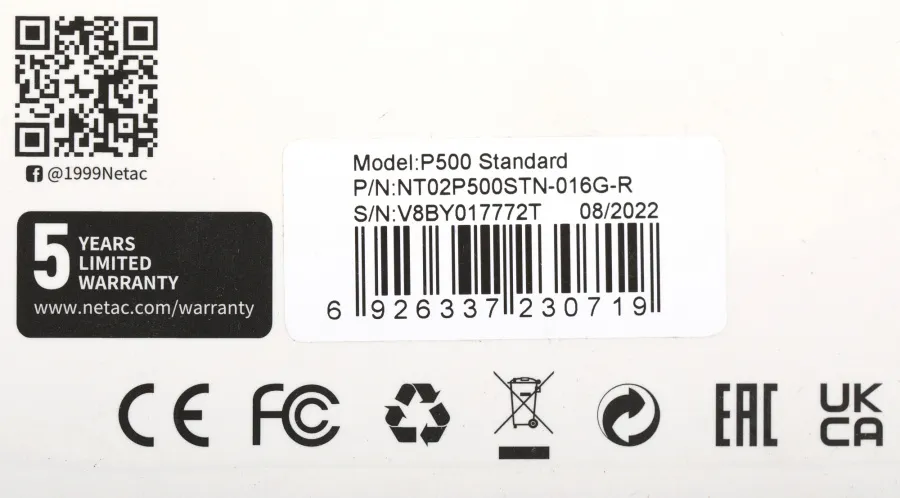 @1999Netac
5 YEARS
LIMITED
WARRANTY
www.netac.com/warranty
Model:P500 Standard
P/N:NT02P500STN-016G-R
S/N:V8BY017772T 08/2022
6 926337 230719
CE FC EAC UK
CA